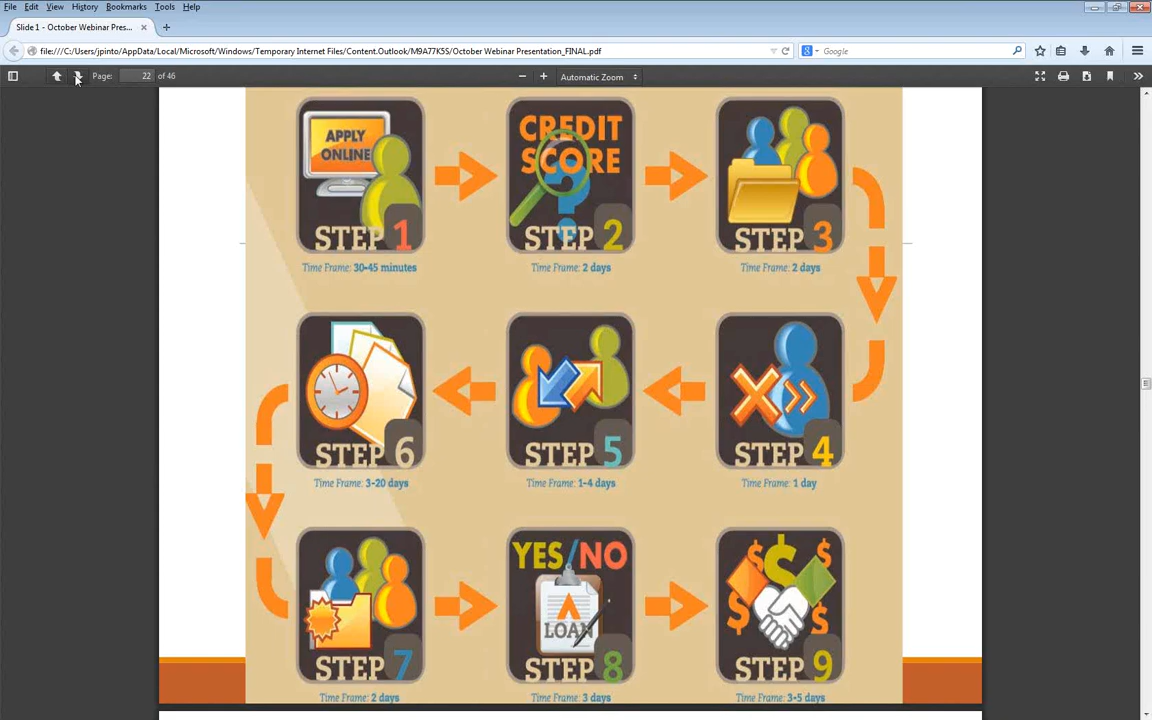 File Edit View History Bookmarks Tools Help
Slide 1 - October Webinar Pres...
file:///C:/Users/jpinto/AppData/Local/Microsoft/Windows/Temporary Internet Files/Content.Outlook/M9A77K5S/October Webinar Presentation_FINAL.pdf
Google
Page: 22 of 46
Automatic Zoom
APPLY
ONLINE
STEP 1
Time Frame: 30-45 minutes
CREDIT
SCORE
?
STEP 2
Time Frame: 2 days
STEP 3
Time Frame: 2 days
STEP 6
Time Frame: 3-20 days
STEP 5
Time Frame: 1-4 days
STEP 4
Time Frame: 1 day
STEP 7
Time Frame: 2 days
YES/NO
LOAN
STEP 8
Time Frame: 3 days
$ $ $ $ $
STEP 9
Time Frame: 3-5 days